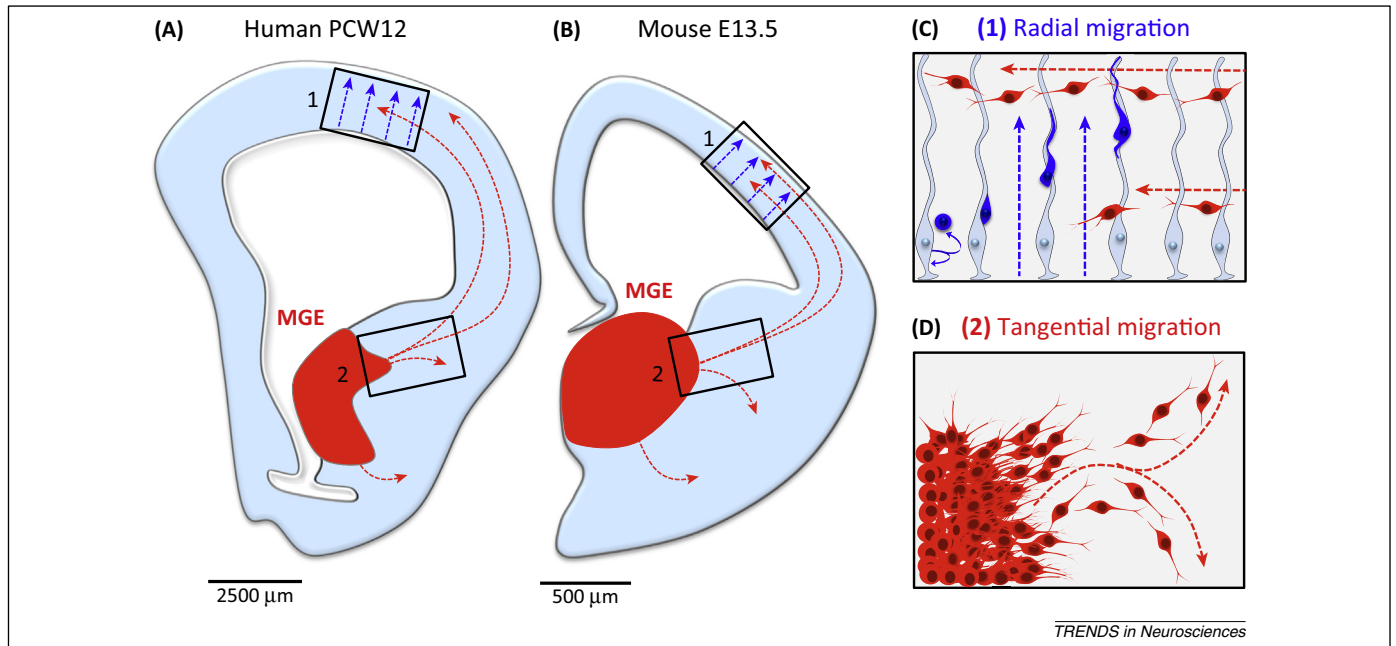 (A) Human PCW12
1
MGE
2
2500 μm
(B) Mouse E13.5
1
MGE
2
500 μm
(C) (1) Radial migration
(D) (2) Tangential migration
TRENDS in Neurosciences